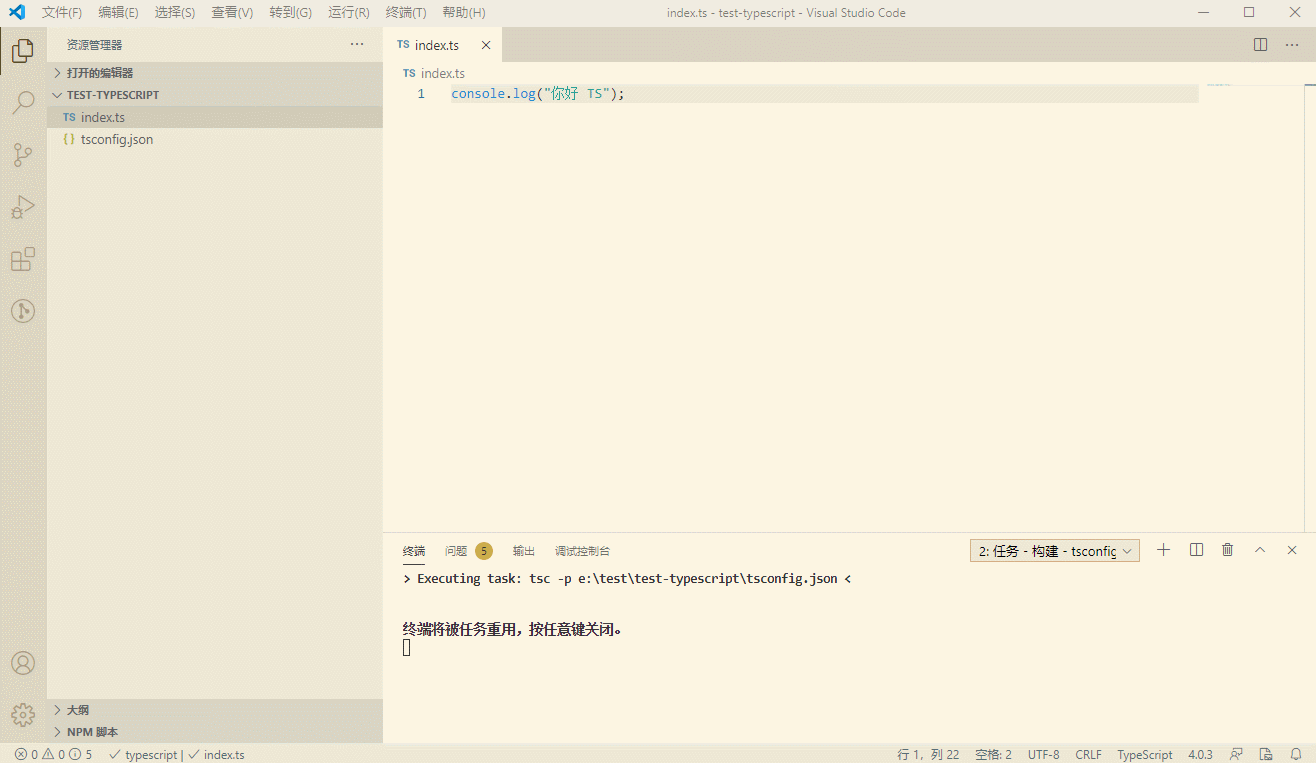 文件(F) 编辑(E) 选择(S) 查看(V) 转到(G) 运行(R) 终端(T) 帮助(H) index.ts - test-typescript - Visual Studio Code
资源管理器
打开的编辑器
TEST-TYPESCRIPT
TS index.ts
{} tsconfig.json
大纲
NPM 脚本
TS index.ts
TS index.ts
1 console.log("你好 TS");
终端 问题 5 输出 调试控制台 2: 任务 - 构建 - tsconfig
> Executing task: tsc -p e:\test\test-typescript\tsconfig.json <
终端将被任务重用，按任意键关闭。
0 0 5 typescript | index.ts 行 1，列 22 空格: 2 UTF-8 CRLF TypeScript 4.0.3